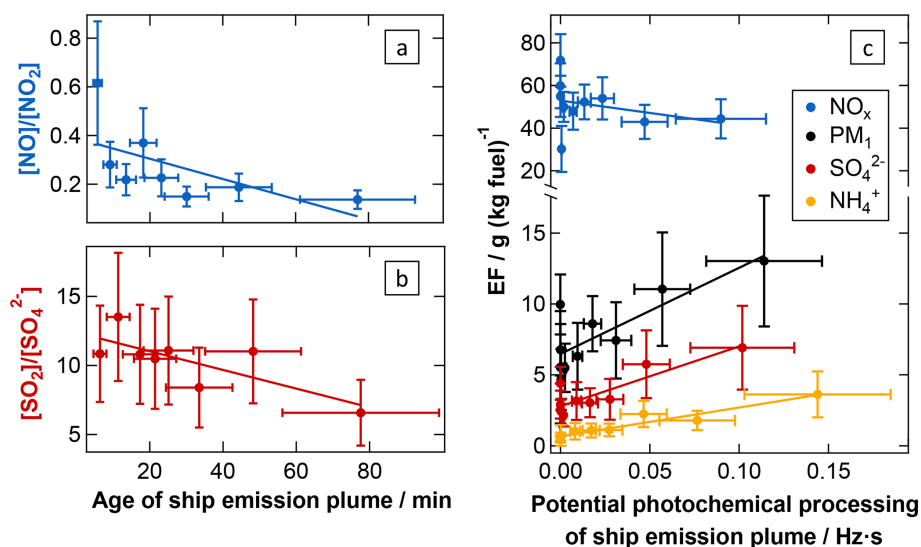 a
[NO]/[NO₂]
0.8
0.6
0.4
0.2
b
[SO₂]/[SO₄²⁻]
15
10
5
20
40
60
80
Age of ship emission plume / min
c
EF / g (kg fuel)⁻¹
80
60
40
20
15
10
5
0
NOₓ
PM₁
SO₄²⁻
NH₄⁺
0.00
0.05
0.10
0.15
Potential photochemical processing
of ship emission plume / Hz·s